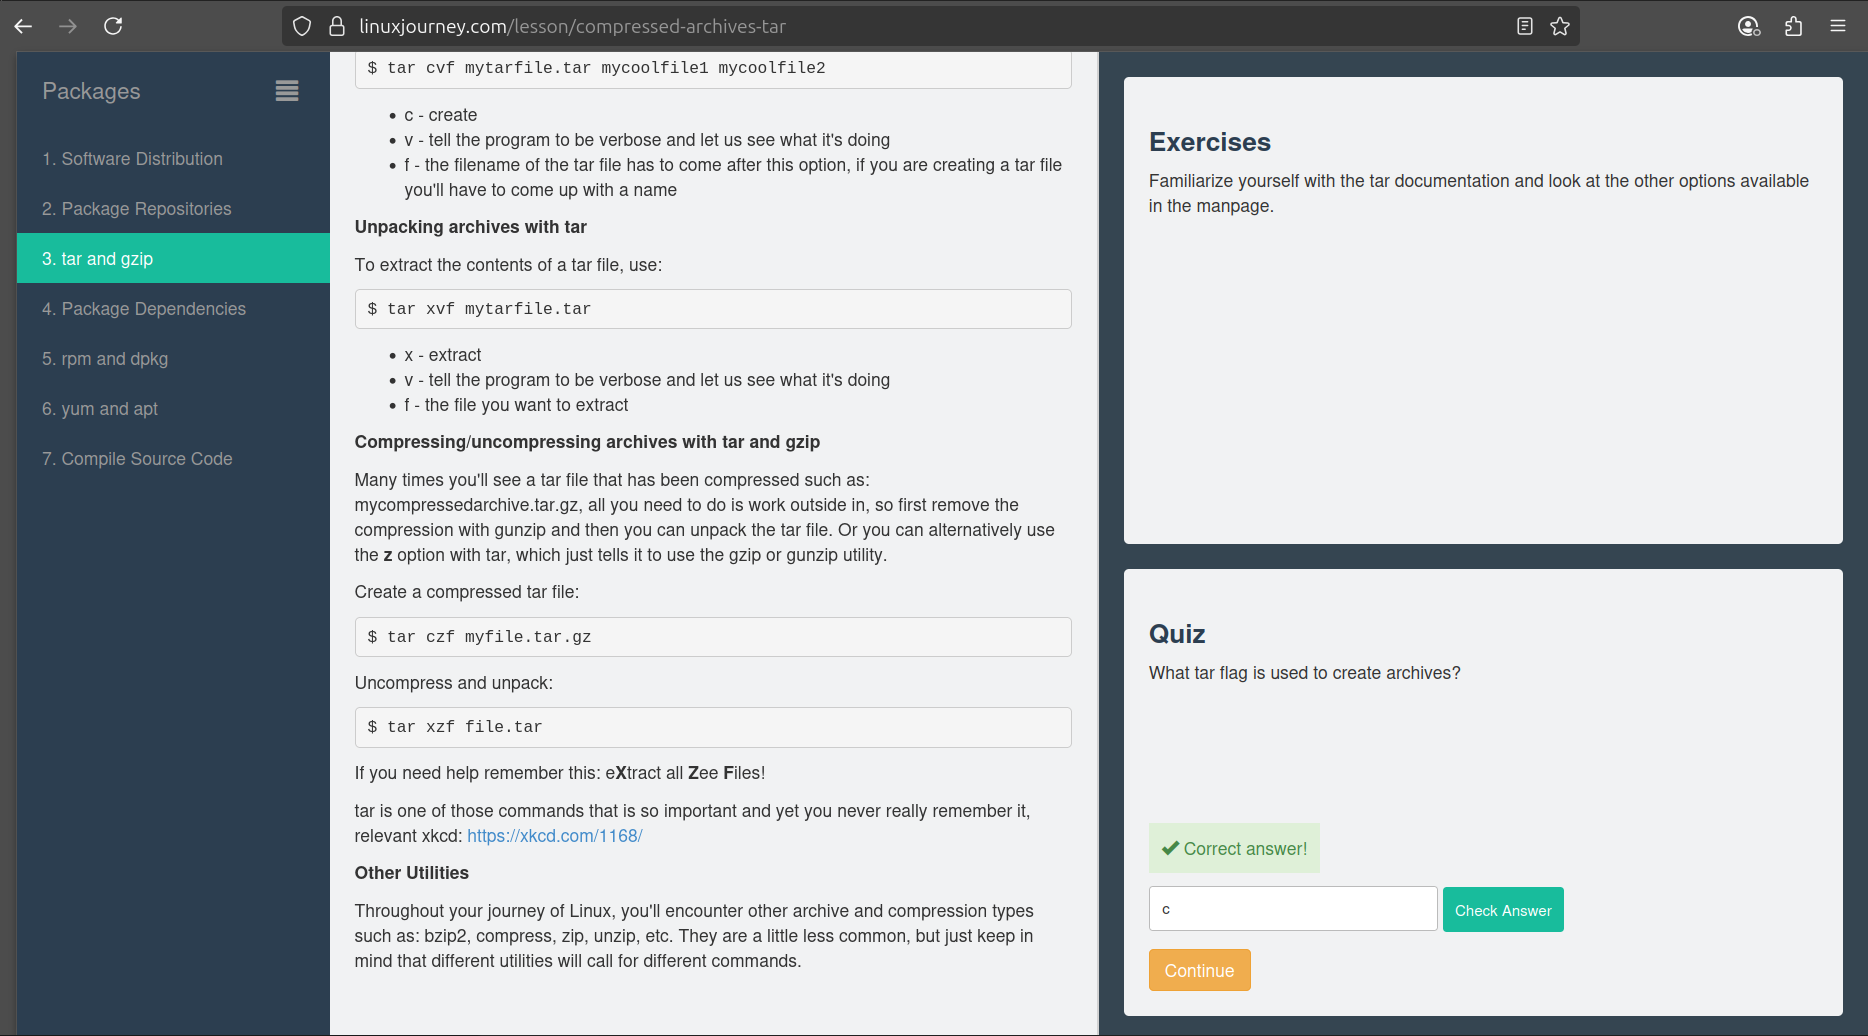 linuxjourney.com/lesson/compressed-archives-tar
Packages
1. Software Distribution
2. Package Repositories
3. tar and gzip
4. Package Dependencies
5. rpm and dpkg
6. yum and apt
7. Compile Source Code
$ tar cvf mytarfile.tar mycoolfile1 mycoolfile2
• c - create
• v - tell the program to be verbose and let us see what it's doing
• f - the filename of the tar file has to come after this option, if you are creating a tar file
you'll have to come up with a name
Unpacking archives with tar
To extract the contents of a tar file, use:
$ tar xvf mytarfile.tar
• x - extract
• v - tell the program to be verbose and let us see what it's doing
• f - the file you want to extract
Compressing/uncompressing archives with tar and gzip
Many times you'll see a tar file that has been compressed such as:
mycompressedarchive.tar.gz, all you need to do is work outside in, so first remove the
compression with gunzip and then you can unpack the tar file. Or you can alternatively use
the z option with tar, which just tells it to use the gzip or gunzip utility.
Create a compressed tar file:
$ tar czf myfile.tar.gz
Uncompress and unpack:
$ tar xzf file.tar
If you need help remember this: eXtract all Zee Files!
tar is one of those commands that is so important and yet you never really remember it,
relevant xkcd: https://xkcd.com/1168/
Other Utilities
Throughout your journey of Linux, you'll encounter other archive and compression types
such as: bzip2, compress, zip, unzip, etc. They are a little less common, but just keep in
mind that different utilities will call for different commands.
Exercises
Familiarize yourself with the tar documentation and look at the other options available
in the manpage.
Quiz
What tar flag is used to create archives?
✔ Correct answer!
c
Check Answer
Continue